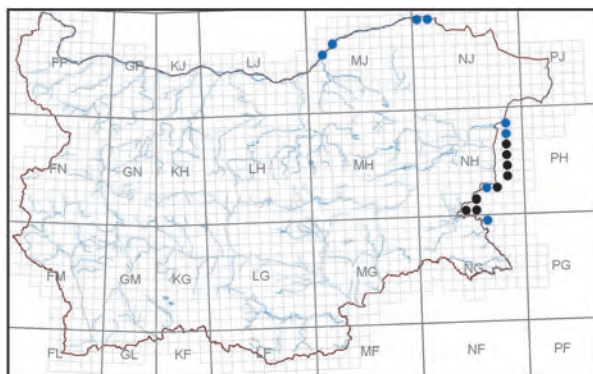 FP GP KJ LJ MJ NJ PJ
FN GN KH LH MH NH PH
FM GM KG LG MG NG PG
FL GL KF LF MF NF PF